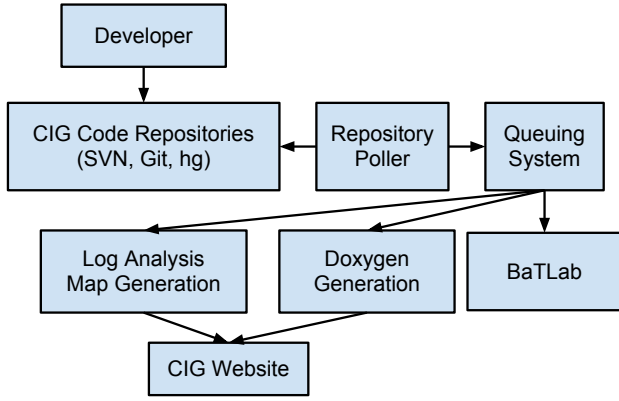 Developer
CIG Code Repositories
(SVN, Git, hg)
Repository
Poller
Queuing
System
Log Analysis
Map Generation
Doxygen
Generation
BaTLab
CIG Website